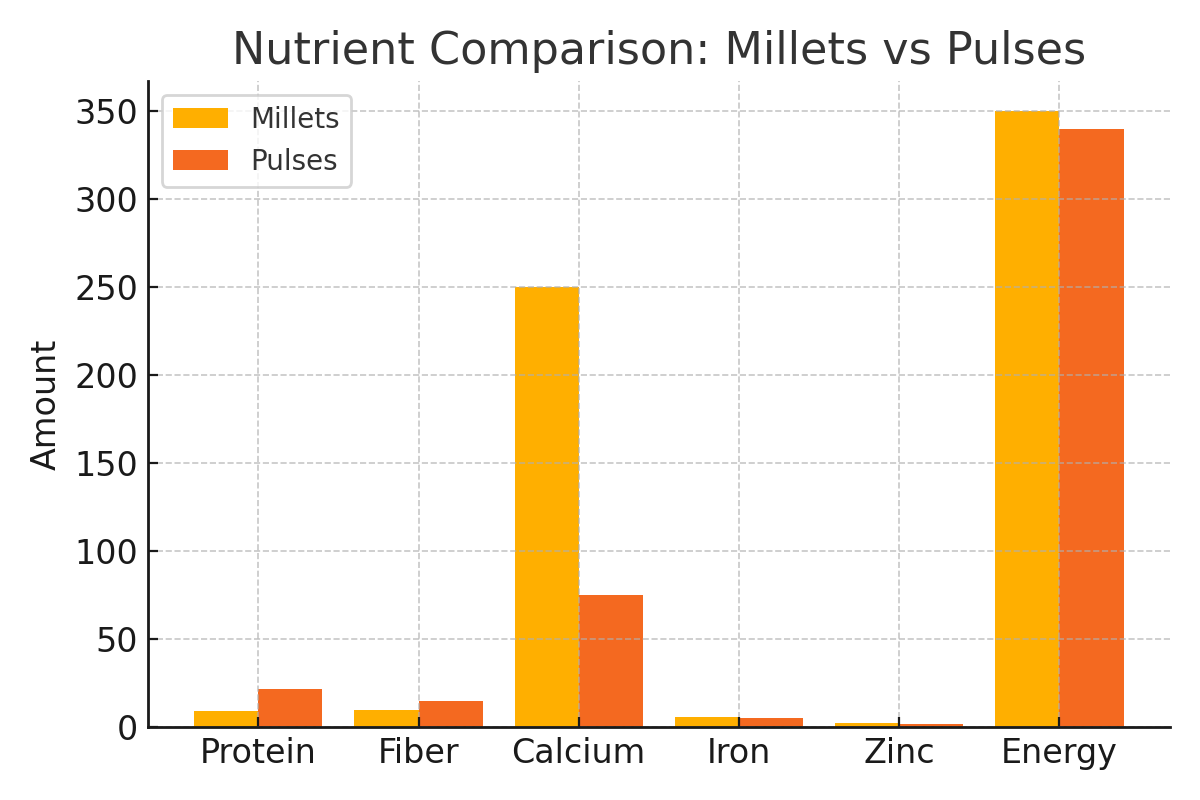 Nutrient Comparison: Millets vs Pulses
Millets
Pulses
Amount
350
300
250
200
150
100
50
0
Protein Fiber Calcium Iron Zinc Energy